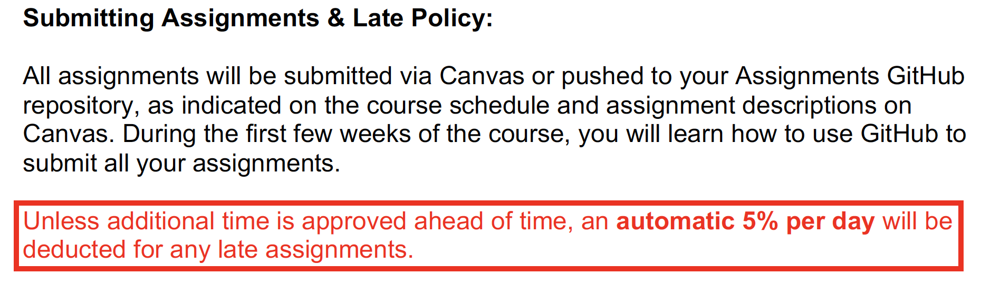 Submitting Assignments & Late Policy:
All assignments will be submitted via Canvas or pushed to your Assignments GitHub
repository, as indicated on the course schedule and assignment descriptions on
Canvas. During the first few weeks of the course, you will learn how to use GitHub to
submit all your assignments.
Unless additional time is approved ahead of time, an automatic 5% per day will be
deducted for any late assignments.